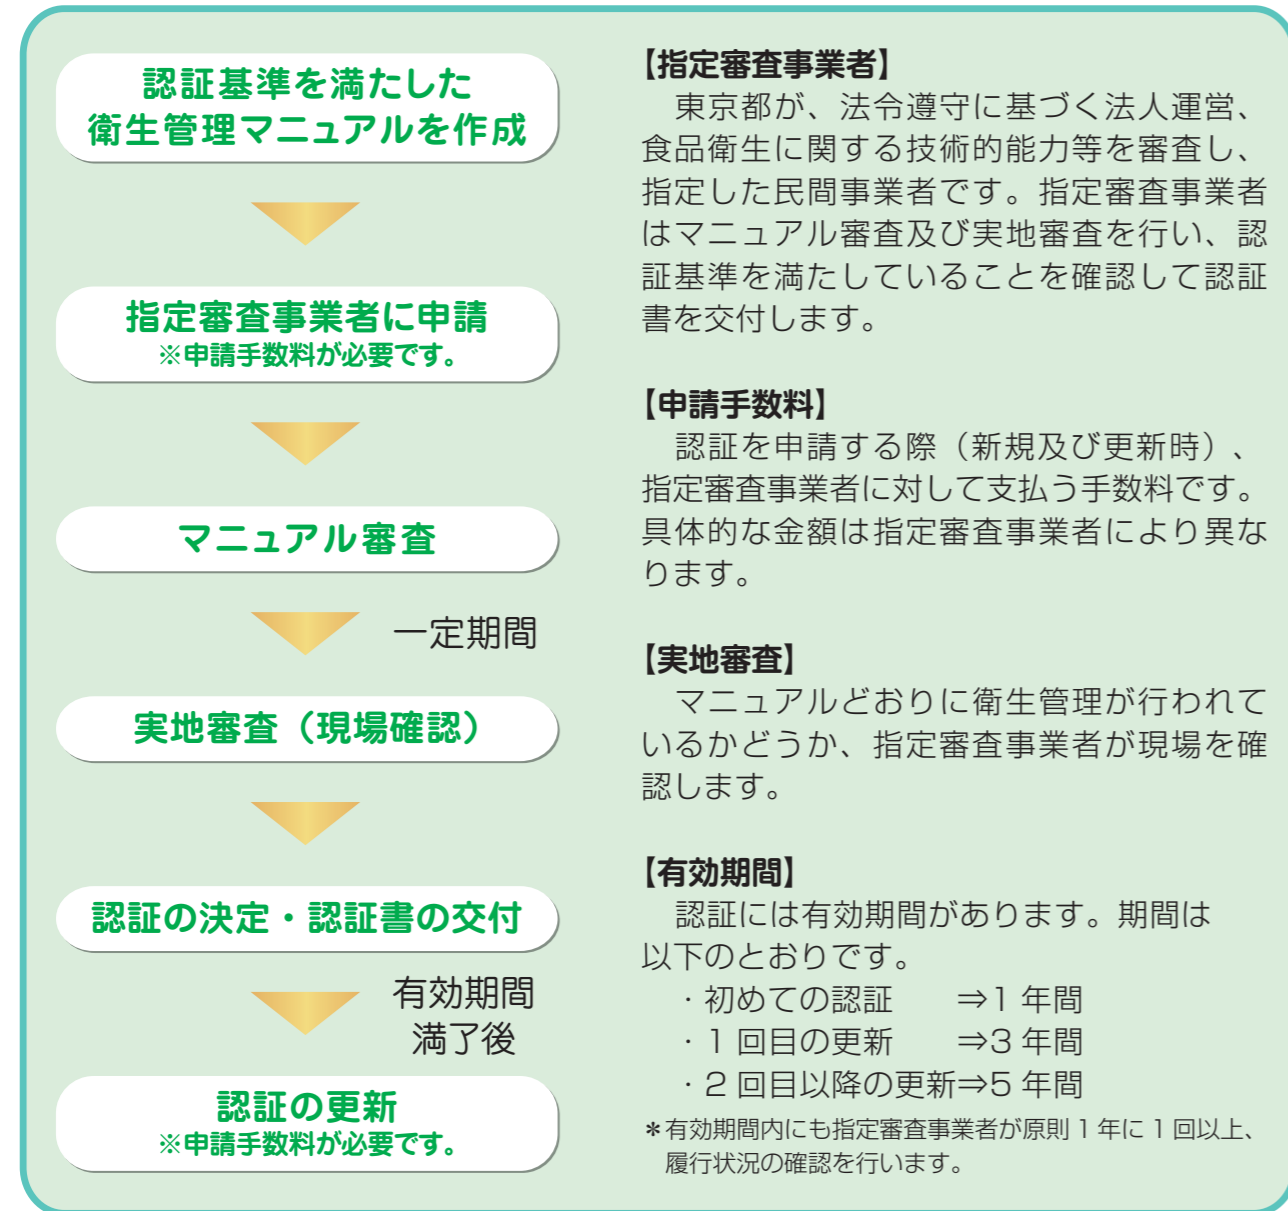 認証基準を満たした
衛生管理マニュアルを作成
指定審査事業者に申請
※申請手数料が必要です。
マニュアル審査
一定期間
実地審査（現場確認）
認証の決定・認証書の交付
有効期間
満了後
認証の更新
※申請手数料が必要です。
【指定審査事業者】
東京都が、法令遵守に基づく法人運営、
食品衛生に関する技術的能力等を審査し、
指定した民間事業者です。指定審査事業者
はマニュアル審査及び実地審査を行い、認
証基準を満たしていることを確認して認証
書を交付します。
【申請手数料】
認証を申請する際（新規及び更新時）、
指定審査事業者に対して支払う手数料です。
具体的な金額は指定審査事業者により異な
ります。
【実地審査】
マニュアルどおりに衛生管理が行われて
いるかどうか、指定審査事業者が現場を確
認します。
【有効期間】
認証には有効期間があります。期間は
以下のとおりです。
・初めての認証　　⇒1 年間
・1 回目の更新　　⇒3 年間
・2 回目以降の更新⇒5 年間
＊有効期間内にも指定審査事業者が原則 1 年に 1 回以上、
履行状況の確認を行います。